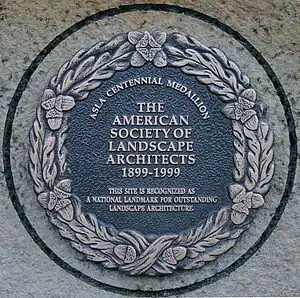 ASLA CENTENNIAL MEDALLION
THE
AMERICAN
SOCIETY OF
LANDSCAPE
ARCHITECTS
1899-1999
THIS SITE IS RECOGNIZED AS
A NATIONAL LANDMARK FOR OUTSTANDING
LANDSCAPE ARCHITECTURE.